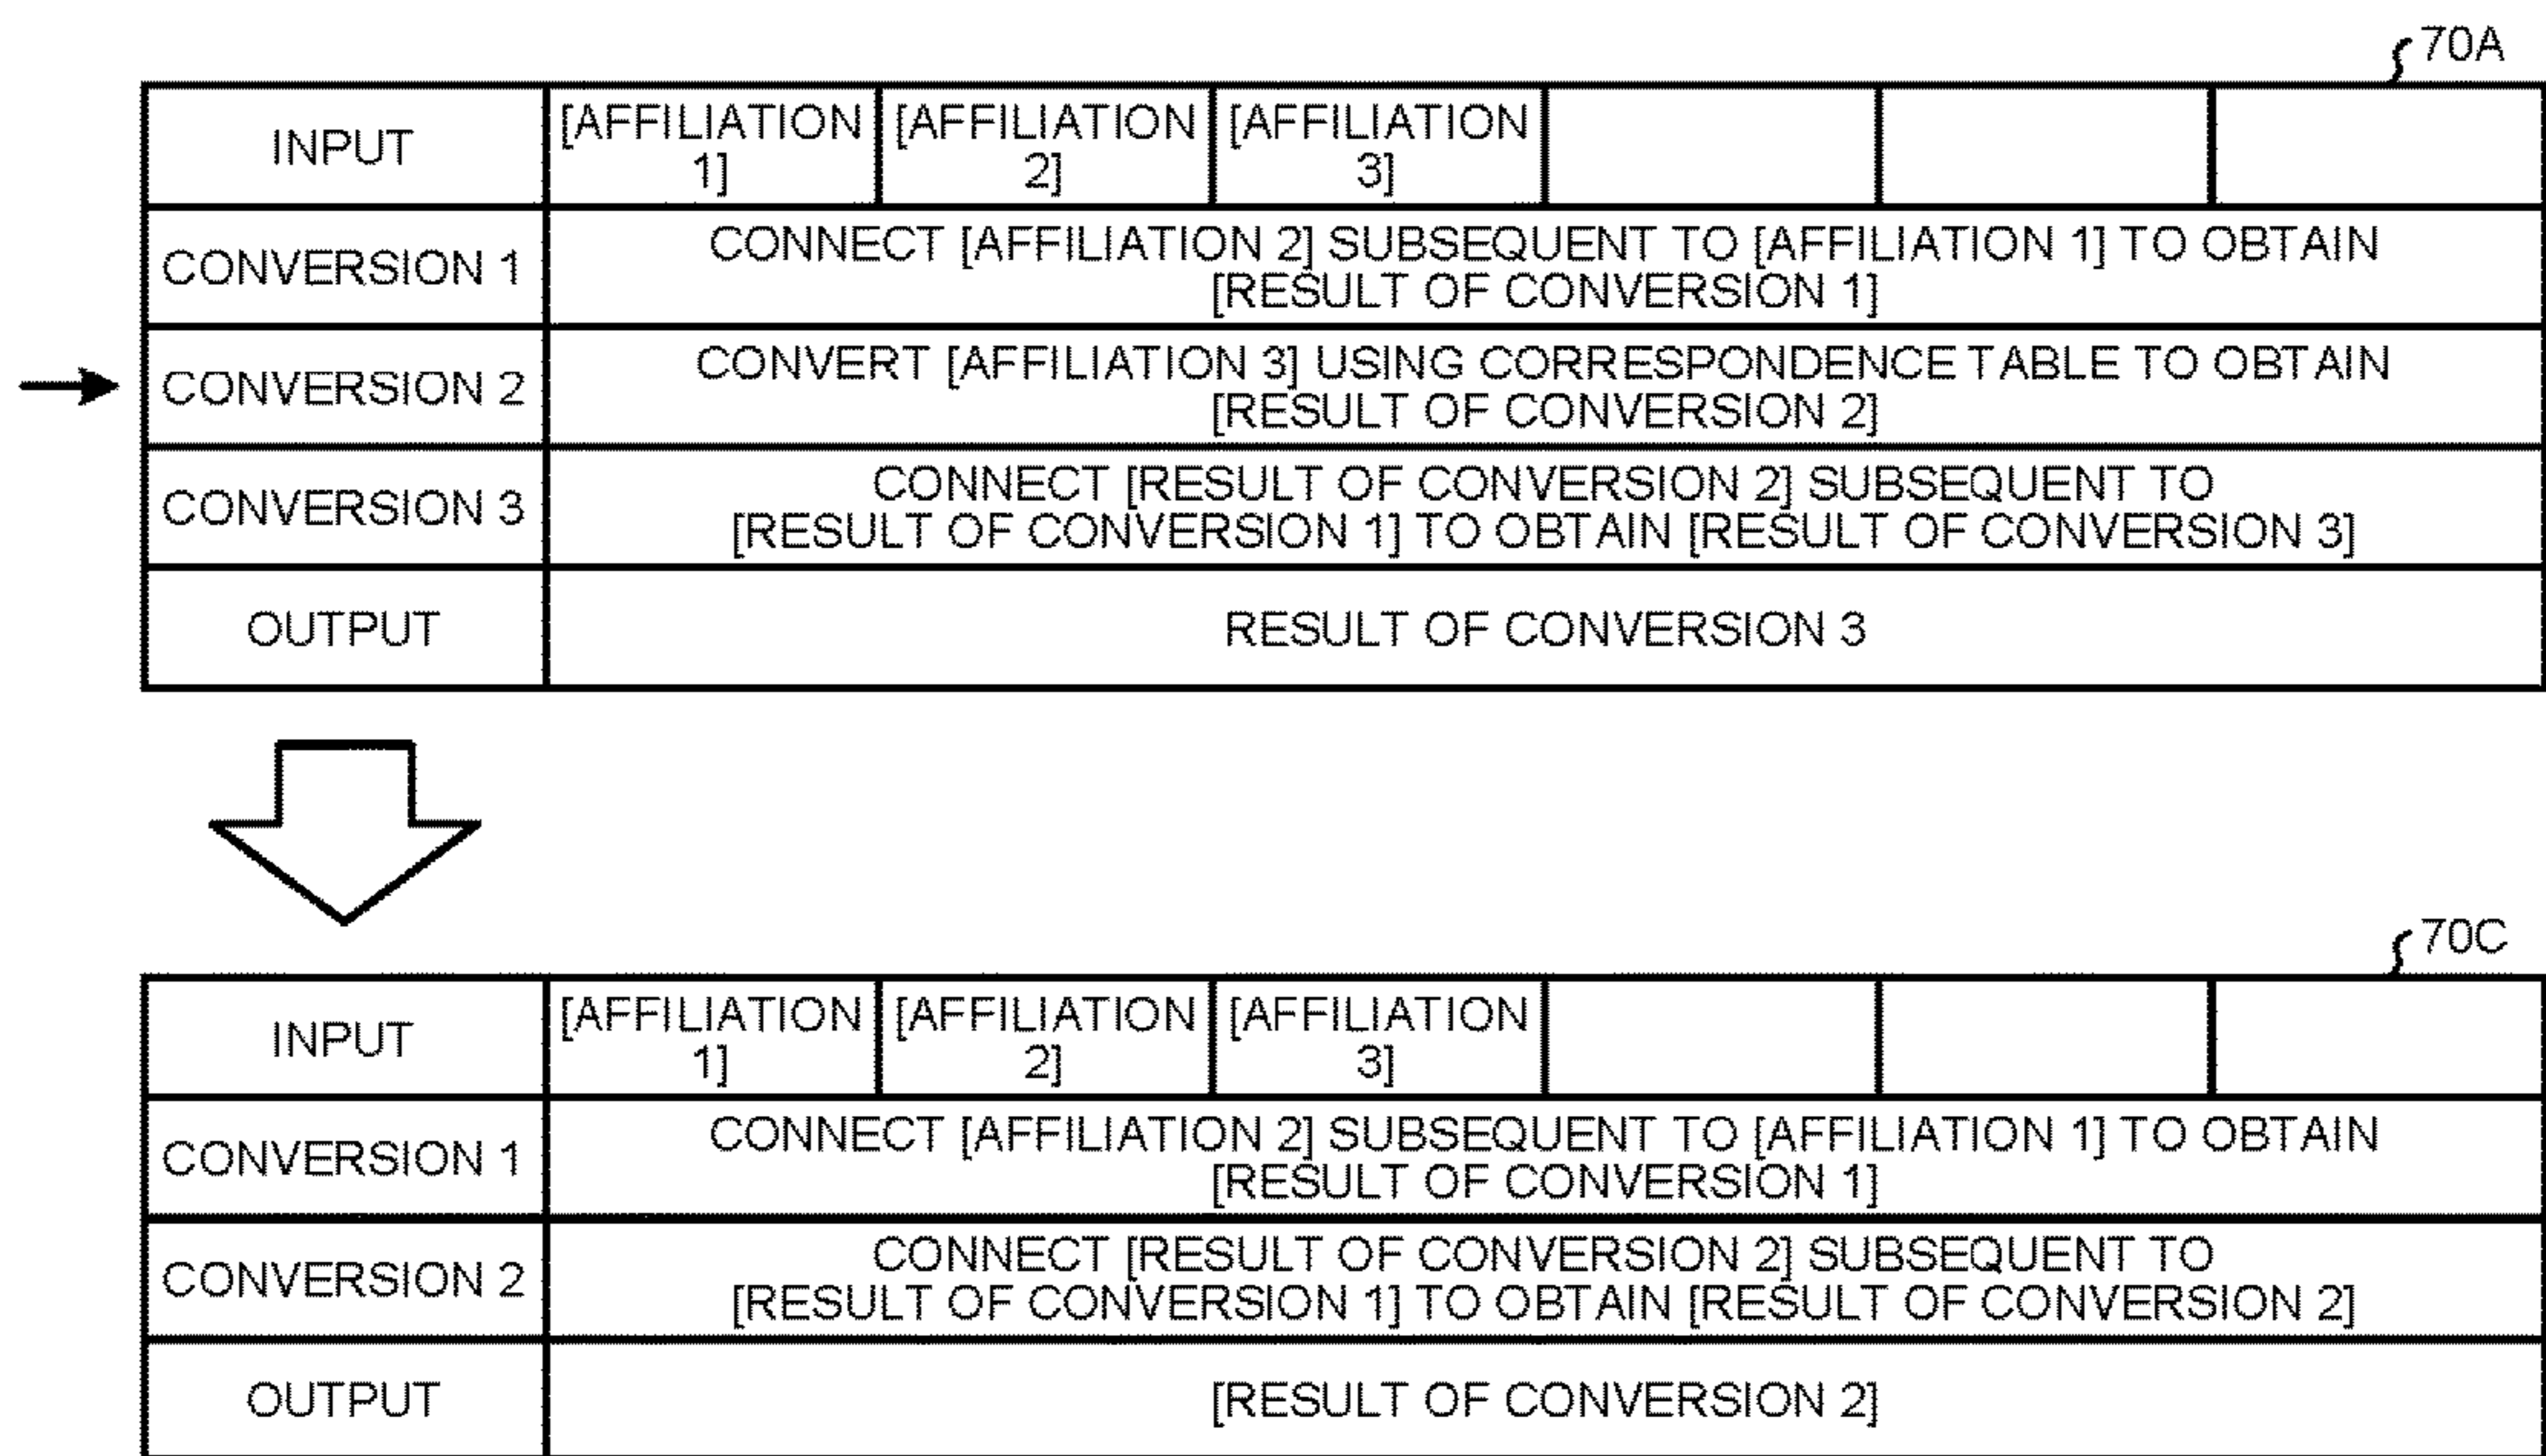 70A
INPUT
[AFFILIATION
1]
[AFFILIATION
2]
[AFFILIATION
3]
CONVERSION 1
CONNECT [AFFILIATION 2] SUBSEQUENT TO [AFFILIATION 1] TO OBTAIN
[RESULT OF CONVERSION 1]
CONVERSION 2
CONVERT [AFFILIATION 3] USING CORRESPONDENCE TABLE TO OBTAIN
[RESULT OF CONVERSION 2]
CONVERSION 3
CONNECT [RESULT OF CONVERSION 2] SUBSEQUENT TO
[RESULT OF CONVERSION 1] TO OBTAIN [RESULT OF CONVERSION 3]
OUTPUT
RESULT OF CONVERSION 3
70C
INPUT
[AFFILIATION
1]
[AFFILIATION
2]
[AFFILIATION
3]
CONVERSION 1
CONNECT [AFFILIATION 2] SUBSEQUENT TO [AFFILIATION 1] TO OBTAIN
[RESULT OF CONVERSION 1]
CONVERSION 2
CONNECT [RESULT OF CONVERSION 2] SUBSEQUENT TO
[RESULT OF CONVERSION 1] TO OBTAIN [RESULT OF CONVERSION 2]
OUTPUT
[RESULT OF CONVERSION 2]